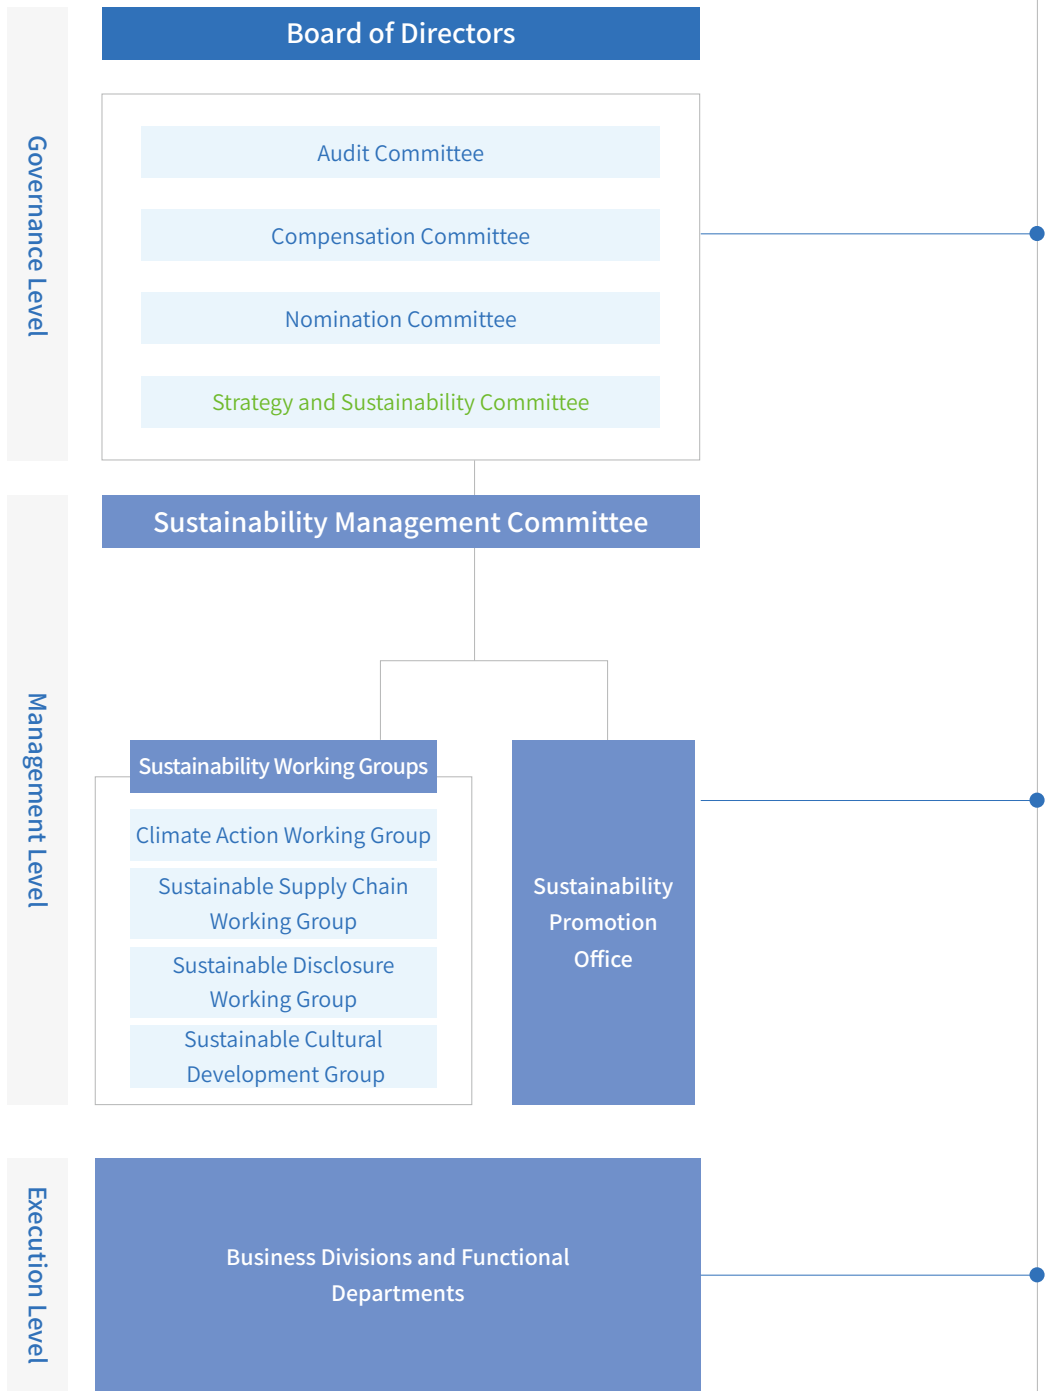 Governance Level
Board of Directors
Audit Committee
Compensation Committee
Nomination Committee
Strategy and Sustainability Committee
Management Level
Sustainability Management Committee
Sustainability Working Groups
Climate Action Working Group
Sustainable Supply Chain
Working Group
Sustainable Disclosure
Working Group
Sustainable Cultural
Development Group
Sustainability
Promotion
Office
Execution Level
Business Divisions and Functional
Departments